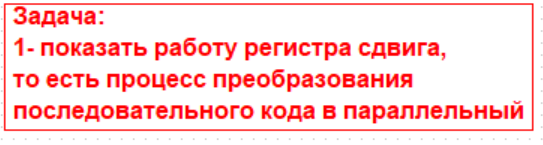 Задача:
1- показать работу регистра сдвига,
то есть процесс преобразования
последовательного кода в параллельный